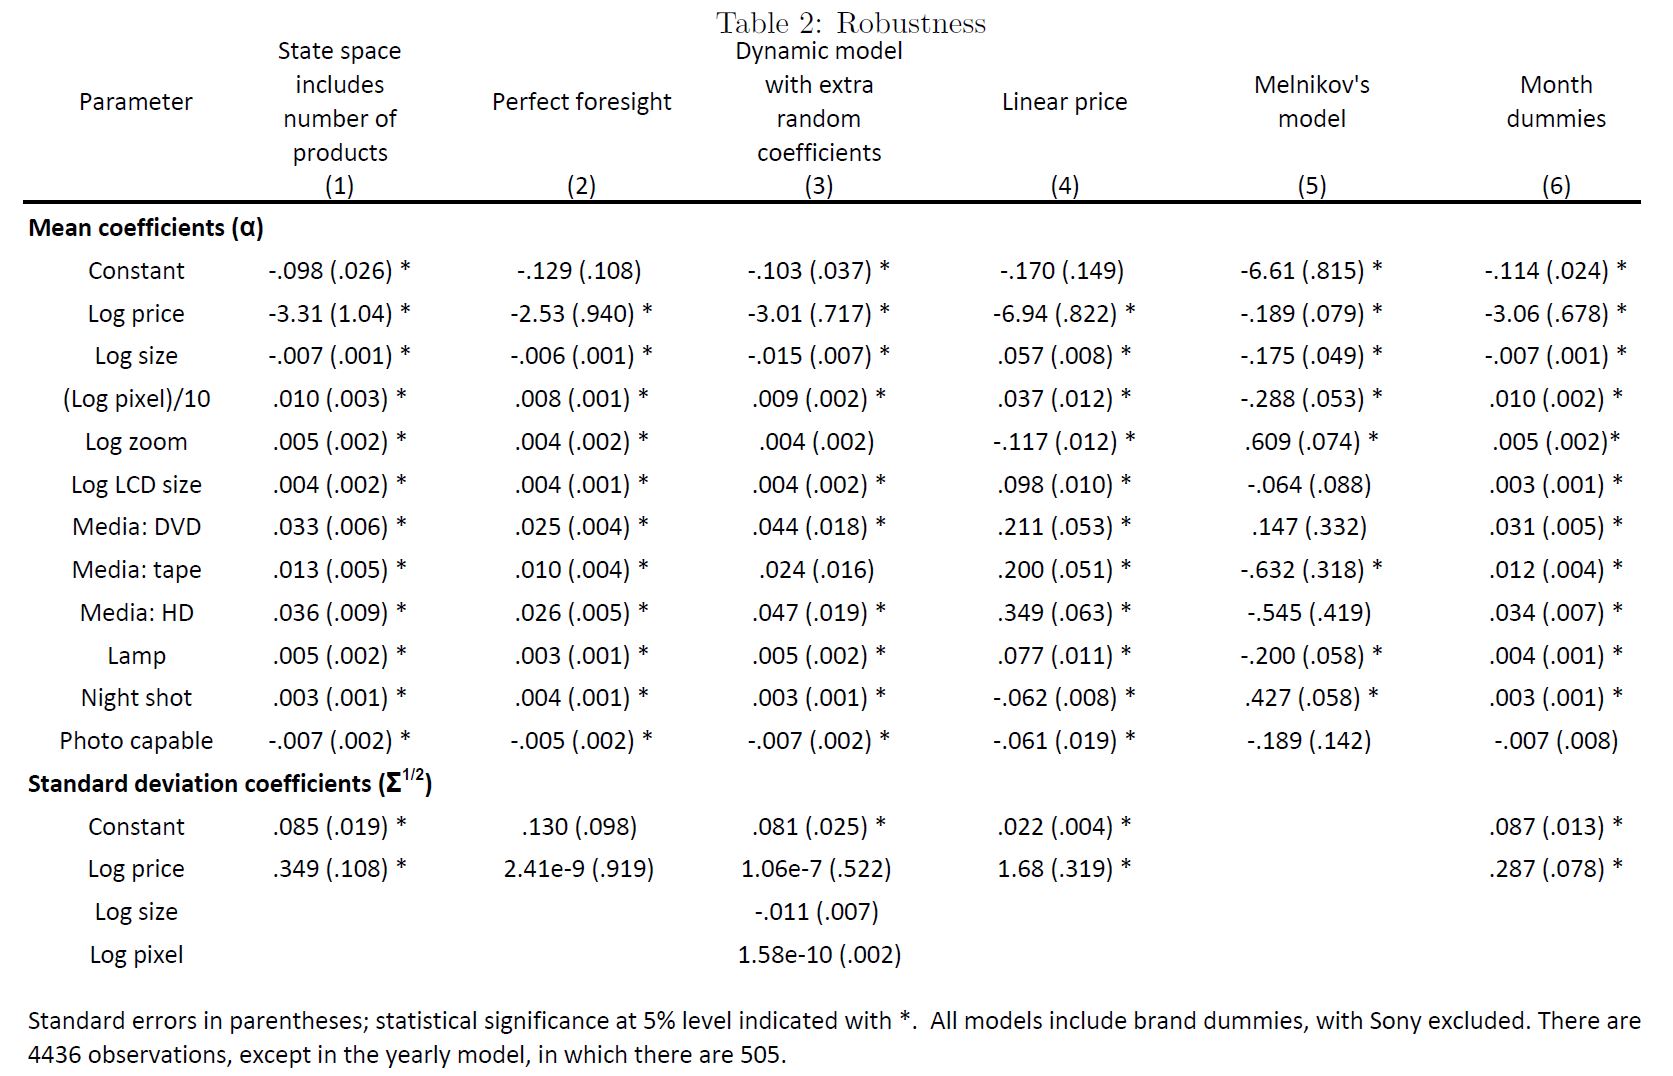 Table 2: Robustness
Parameter State space includes number of products Perfect foresight Dynamic model with extra random coefficients Linear price Melnikov's model Month dummies
(1) (2) (3) (4) (5) (6)
Mean coefficients (α)
Constant -.098 (.026) * -.129 (.108) -.103 (.037) * -.170 (.149) -6.61 (.815) * -.114 (.024) *
Log price -3.31 (1.04) * -2.53 (.940) * -3.01 (.717) * -6.94 (.822) * -.189 (.079) * -3.06 (.678) *
Log size -.007 (.001) * -.006 (.001) * -.015 (.007) * .057 (.008) * -.175 (.049) * -.007 (.001) *
(Log pixel)/10 .010 (.003) * .008 (.001) * .009 (.002) * .037 (.012) * -.288 (.053) * .010 (.002) *
Log zoom .005 (.002) * .004 (.002) * .004 (.002) -.117 (.012) * .609 (.074) * .005 (.002)*
Log LCD size .004 (.002) * .004 (.001) * .004 (.002) * .098 (.010) * -.064 (.088) .003 (.001) *
Media: DVD .033 (.006) * .025 (.004) * .044 (.018) * .211 (.053) * .147 (.332) .031 (.005) *
Media: tape .013 (.005) * .010 (.004) * .024 (.016) .200 (.051) * -.632 (.318) * .012 (.004) *
Media: HD .036 (.009) * .026 (.005) * .047 (.019) * .349 (.063) * -.545 (.419) .034 (.007) *
Lamp .005 (.002) * .003 (.001) * .005 (.002) * .077 (.011) * -.200 (.058) * .004 (.001) *
Night shot .003 (.001) * .004 (.001) * .003 (.001) * -.062 (.008) * .427 (.058) * .003 (.001) *
Photo capable -.007 (.002) * -.005 (.002) * -.007 (.002) * -.061 (.019) * -.189 (.142) -.007 (.008)
Standard deviation coefficients (Σ1/2)
Constant .085 (.019) * .130 (.098) .081 (.025) * .022 (.004) * .087 (.013) *
Log price .349 (.108) * 2.41e-9 (.919) 1.06e-7 (.522) 1.68 (.319) * .287 (.078) *
Log size -.011 (.007)
Log pixel 1.58e-10 (.002)
Standard errors in parentheses; statistical significance at 5% level indicated with *. All models include brand dummies, with Sony excluded. There are
4436 observations, except in the yearly model, in which there are 505.